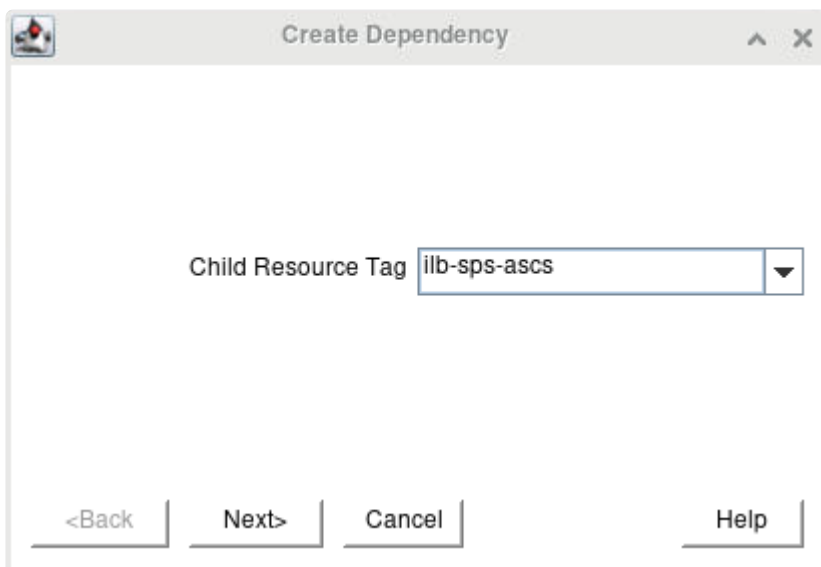 Create Dependency
Child Resource Tag ilb-sps-ascs
<Back Next> Cancel Help